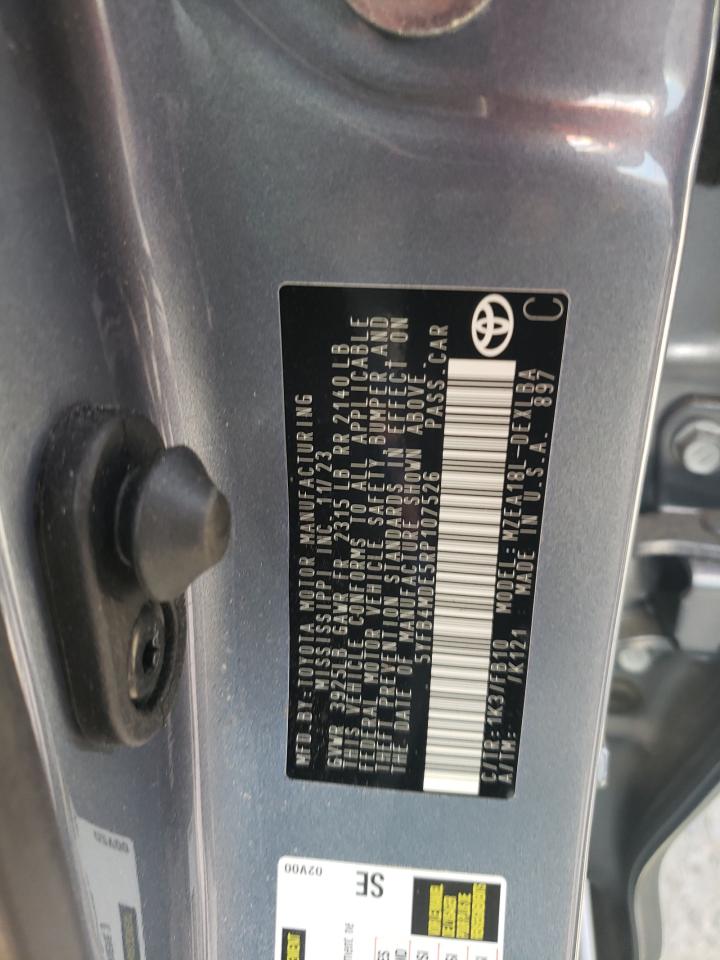 MFD. BY: TOYOTA MOTOR MANUFACTURING
MISSISSIPPI INC. 11/23
GVWR 3925LB GAWR FR 2315 LB RR 2140 LB
THIS VEHICLE CONFORMS TO ALL APPLICABLE
FEDERAL MOTOR VEHICLE SAFETY, BUMPER AND
THEFT PREVENTION STANDARDS IN EFFECT ON
THE DATE OF MANUFACTURE SHOWN ABOVE.
5YFB4MDE5RP107526 PASS. CAR
C/TR: 1K3/FB10 MODEL: MZEA18L-DEXLBA
A/TM: /K121 MADE IN U.S.A. 897
C
02V00
SE